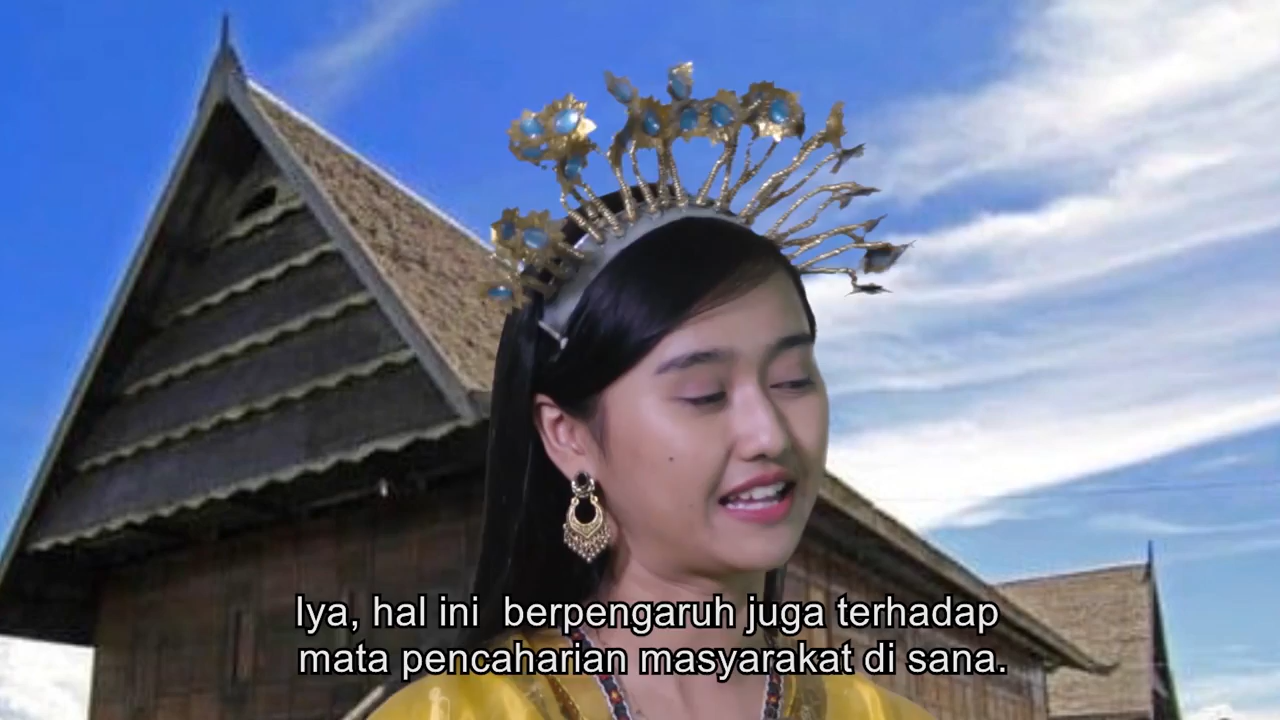 Iya, hal ini  berpengaruh juga terhadap
mata pencaharian masyarakat di sana.